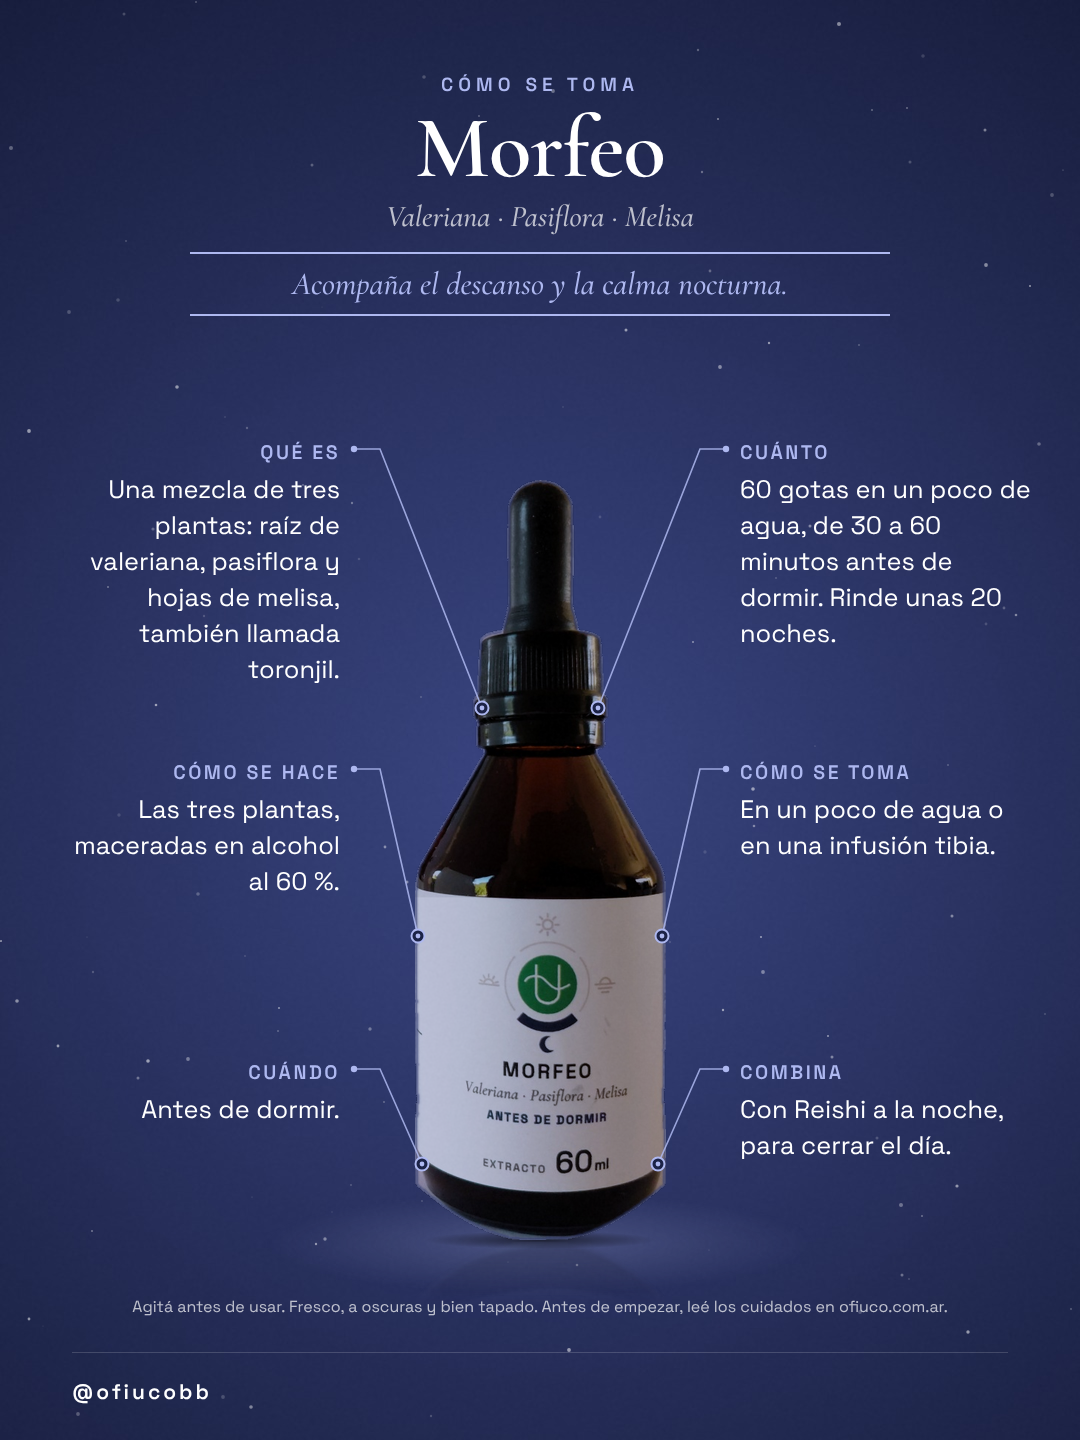 CÓMO SE TOMA
Morfeo
Valeriana · Pasiflora · Melisa
Acompaña el descanso y la calma nocturna.
QUÉ ES
Una mezcla de tres
plantas: raíz de
valeriana, pasiflora y
hojas de melisa,
también llamada
toronjil.
CUÁNTO
60 gotas en un poco de
agua, de 30 a 60
minutos antes de
dormir. Rinde unas 20
noches.
CÓMO SE HACE
Las tres plantas,
maceradas en alcohol
al 60 %.
CÓMO SE TOMA
En un poco de agua o
en una infusión tibia.
CUÁNDO
Antes de dormir.
COMBINA
Con Reishi a la noche,
para cerrar el día.
MORFEO
Valeriana · Pasiflora · Melisa
ANTES DE DORMIR
EXTRACTO 60 ml
Agitá antes de usar. Fresco, a oscuras y bien tapado. Antes de empezar, leé los cuidados en ofiuco.com.ar.
@ofiucobb